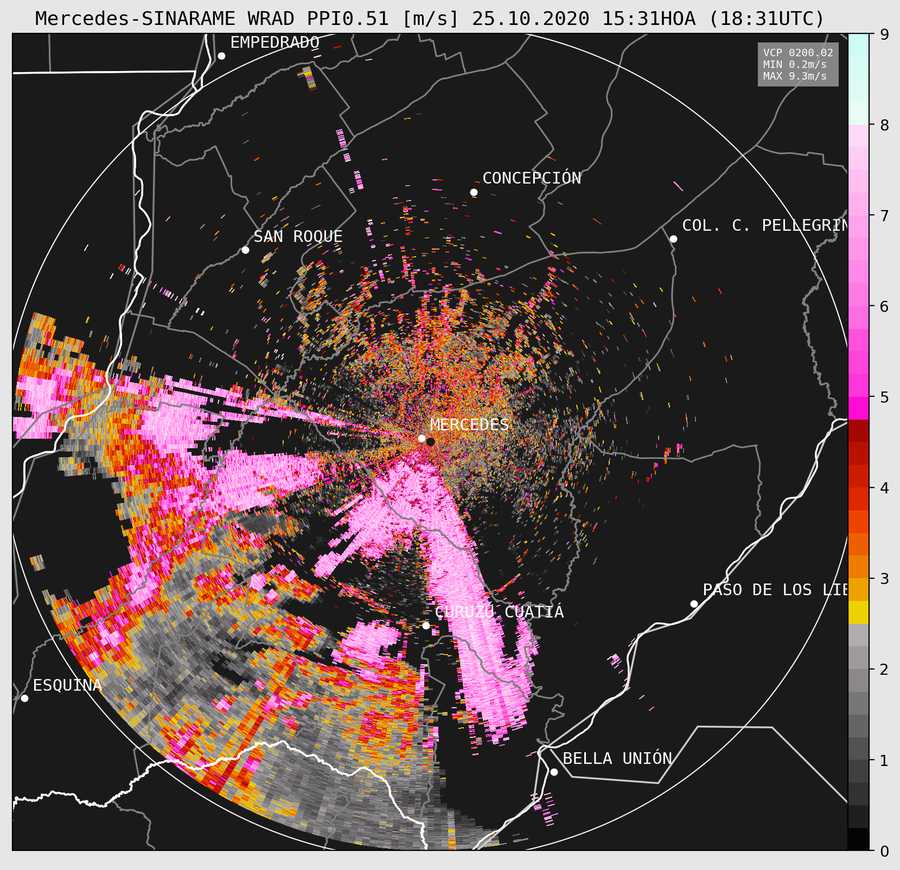 Mercedes-SINARAME WRAD PPI0.51 [m/s] 25.10.2020 15:31HOA (18:31UTC)
EMPEDRADO
VCP 0200.02
MIN 0.2m/s
MAX 9.3m/s
CONCEPCIÓN
SAN ROQUE
COL. C. PELLEGRIN
MERCEDES
PASO DE LOS LIE
CURUZÚ CUATIÁ
ESQUINA
BELLA UNIÓN
9
8
7
6
5
4
3
2
1
0